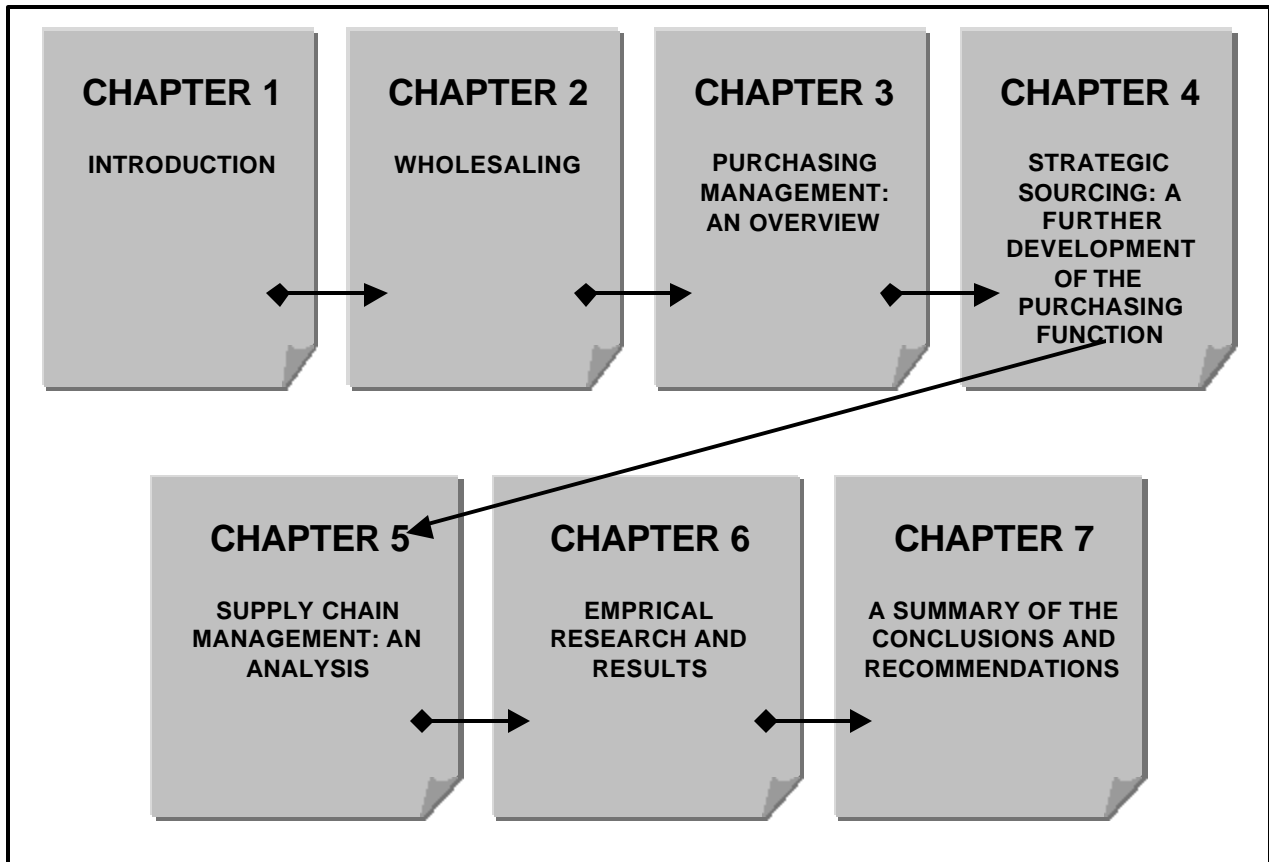 CHAPTER 1
INTRODUCTION
CHAPTER 2
WHOLESALING
CHAPTER 3
PURCHASING
MANAGEMENT:
AN OVERVIEW
CHAPTER 4
STRATEGIC
SOURCING: A
FURTHER
DEVELOPMENT
OF THE
PURCHASING
FUNCTION
CHAPTER 5
SUPPLY CHAIN
MANAGEMENT: AN
ANALYSIS
CHAPTER 6
EMPRICAL
RESEARCH AND
RESULTS
CHAPTER 7
A SUMMARY OF THE
CONCLUSIONS AND
RECOMMENDATIONS